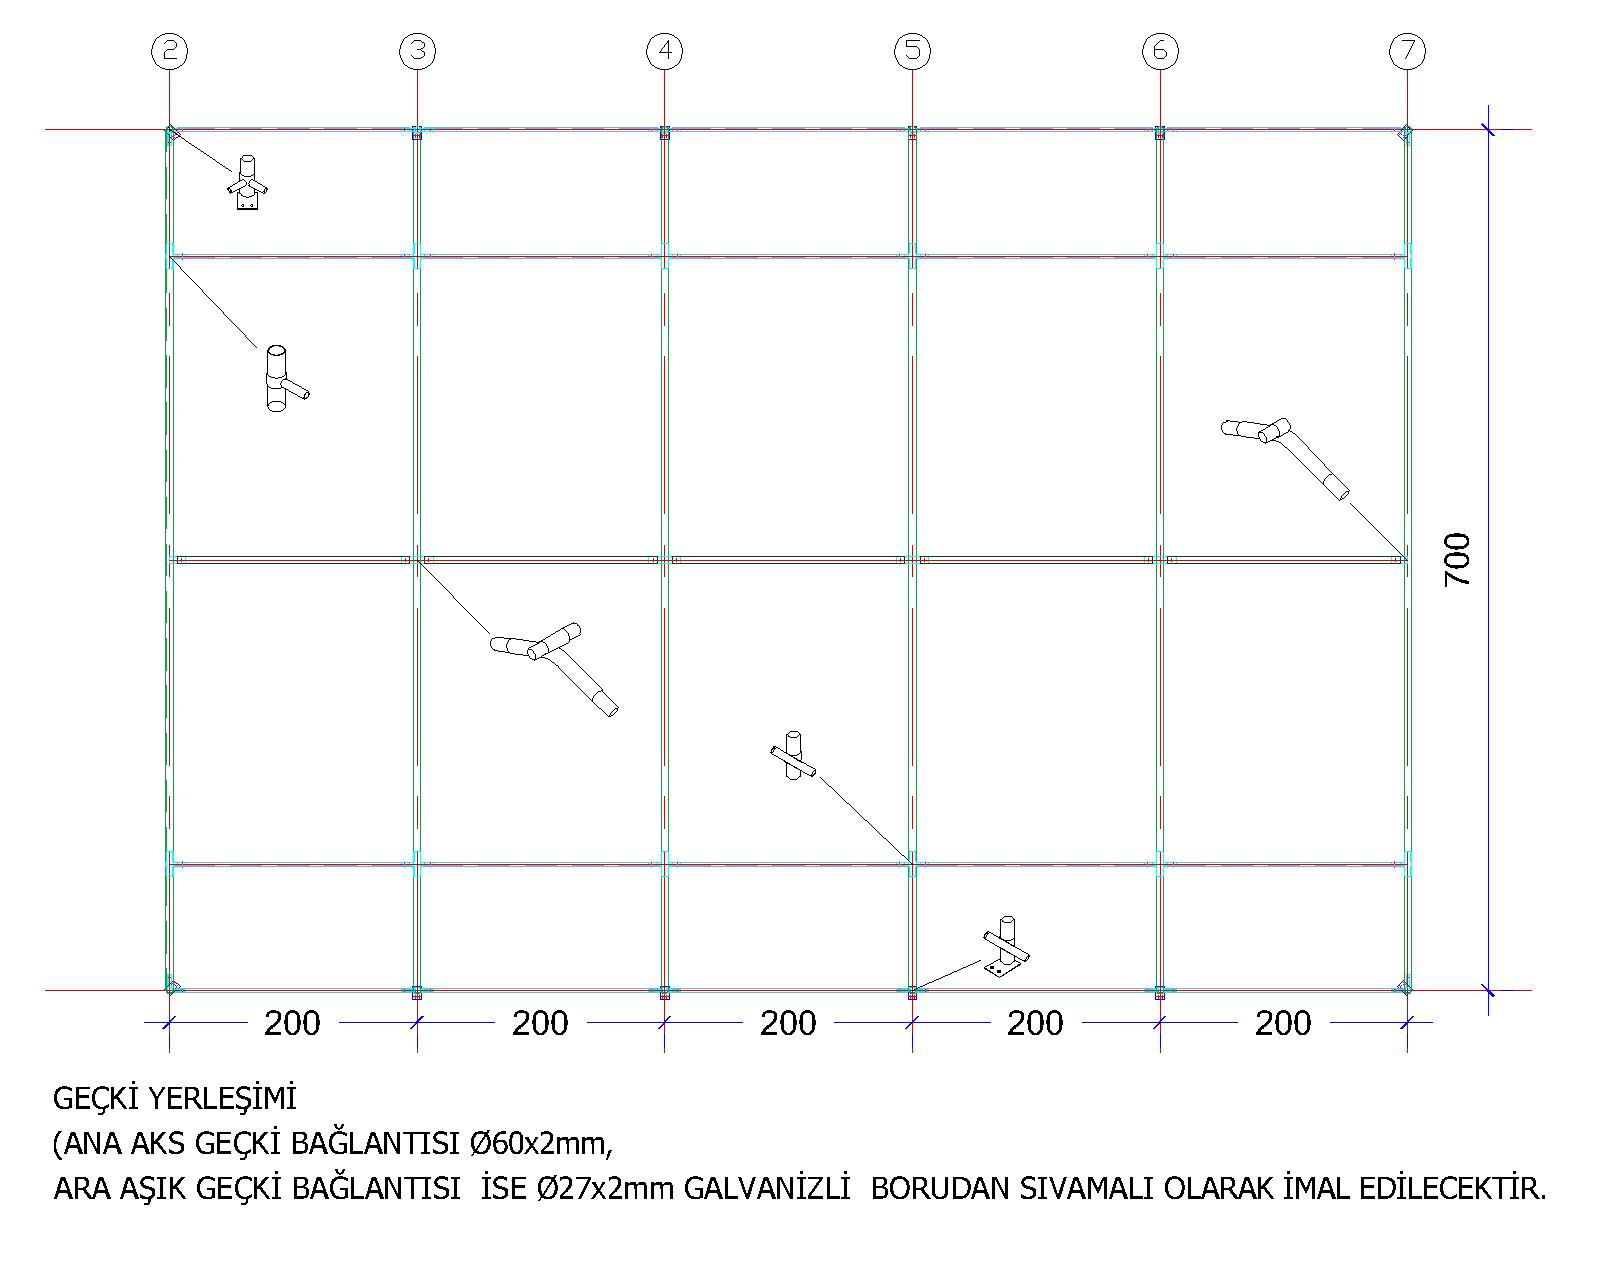 2 3 4 5 6 7
700
200 200 200 200 200
GEÇKİ YERLEŞİMİ
(ANA AKS GEÇKİ BAĞLANTISI Ø60x2mm,
ARA AŞIK GEÇKİ BAĞLANTISI İSE Ø27x2mm GALVANİZLİ BORUDAN SIVAMALI OLARAK İMAL EDİLECEKTİR.